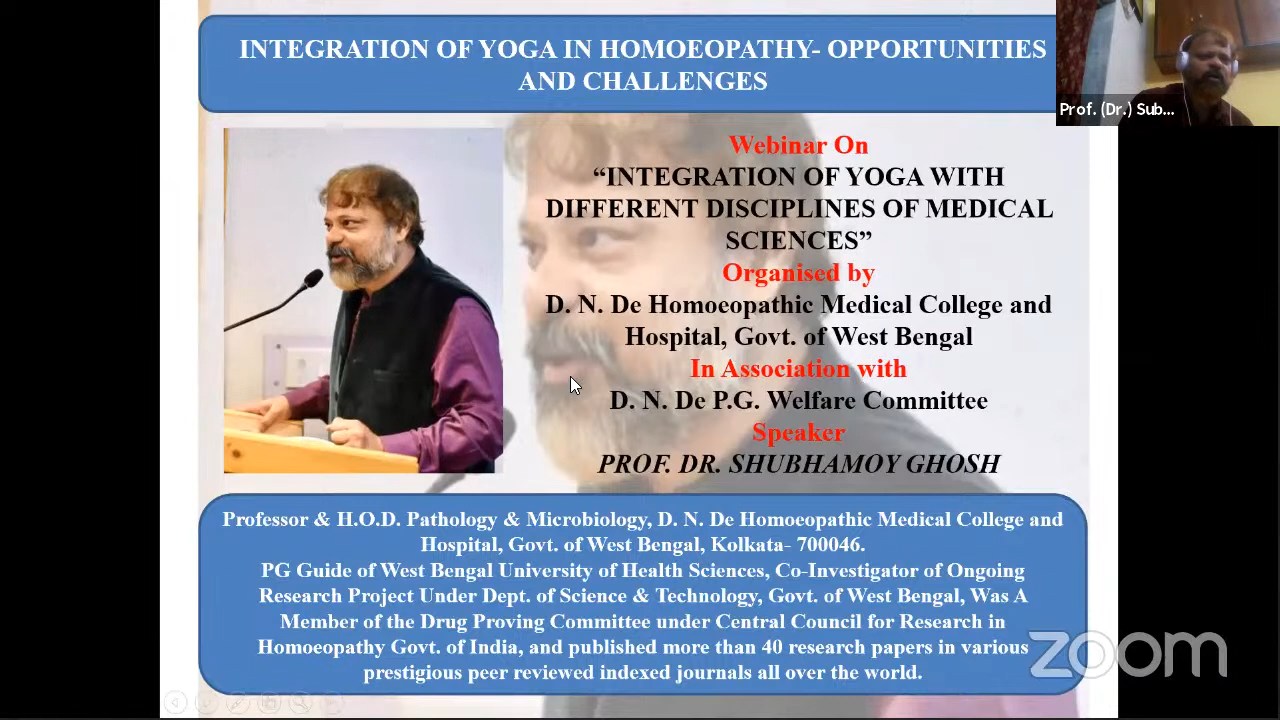 INTEGRATION OF YOGA IN HOMOEOPATHY- OPPORTUNITIES
AND CHALLENGES
Prof. (Dr.) Sub...
Webinar On
“INTEGRATION OF YOGA WITH
DIFFERENT DISCIPLINES OF MEDICAL
SCIENCES”
Organised by
D. N. De Homoeopathic Medical College and
Hospital, Govt. of West Bengal
In Association with
D. N. De P.G. Welfare Committee
Speaker
PROF. DR. SHUBHAMOY GHOSH
Professor & H.O.D. Pathology & Microbiology, D. N. De Homoeopathic Medical College and
Hospital, Govt. of West Bengal, Kolkata- 700046.
PG Guide of West Bengal University of Health Sciences, Co-Investigator of Ongoing
Research Project Under Dept. of Science & Technology, Govt. of West Bengal, Was A
Member of the Drug Proving Committee under Central Council for Research in
Homoeopathy Govt. of India, and published more than 40 research papers in various
prestigious peer reviewed indexed journals all over the world.
zoom